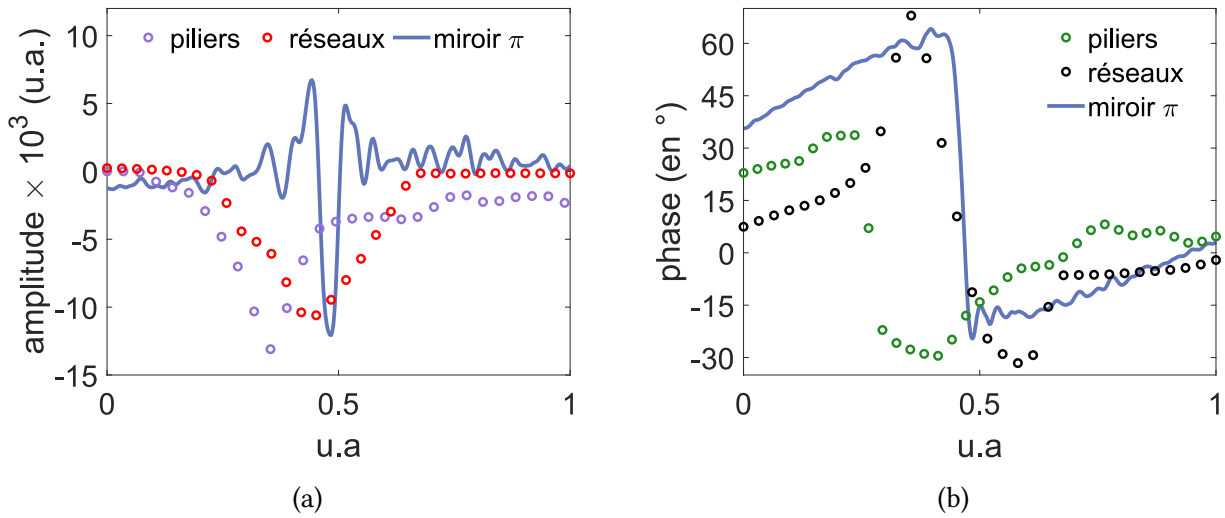 piliers réseaux miroir π
10
5
0
-5
-10
-15
0 0.5 1
amplitude × 10³ (u.a.)
u.a
(a)
piliers
réseaux
miroir π
60
45
30
15
0
-15
-30
0 0.5 1
phase (en °)
u.a
(b)